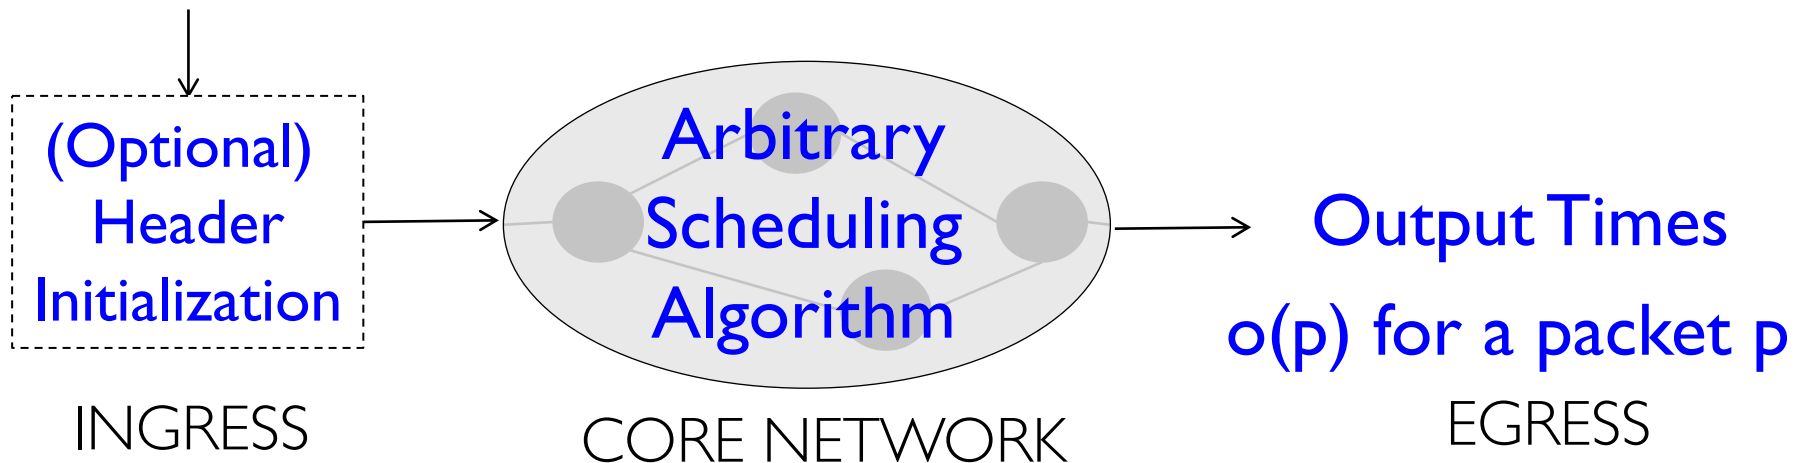 (Optional)
Header
Initialization
INGRESS
Arbitrary
Scheduling
Algorithm
CORE NETWORK
Output Times
o(p) for a packet p
EGRESS